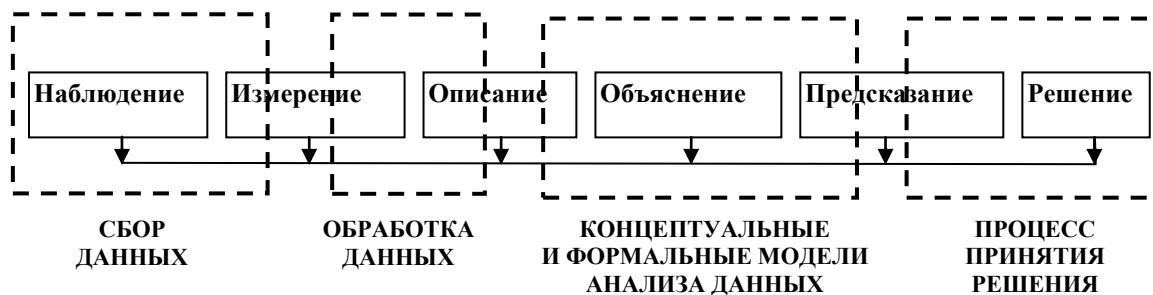 Наблюдение Измерение Описание Объяснение Предсказание Решение
СБОР ОБРАБОТКА КОНЦЕПТУАЛЬНЫЕ ПРОЦЕСС
ДАННЫХ ДАННЫХ И ФОРМАЛЬНЫЕ МОДЕЛИ ПРИНЯТИЯ
АНАЛИЗА ДАННЫХ РЕШЕНИЯ